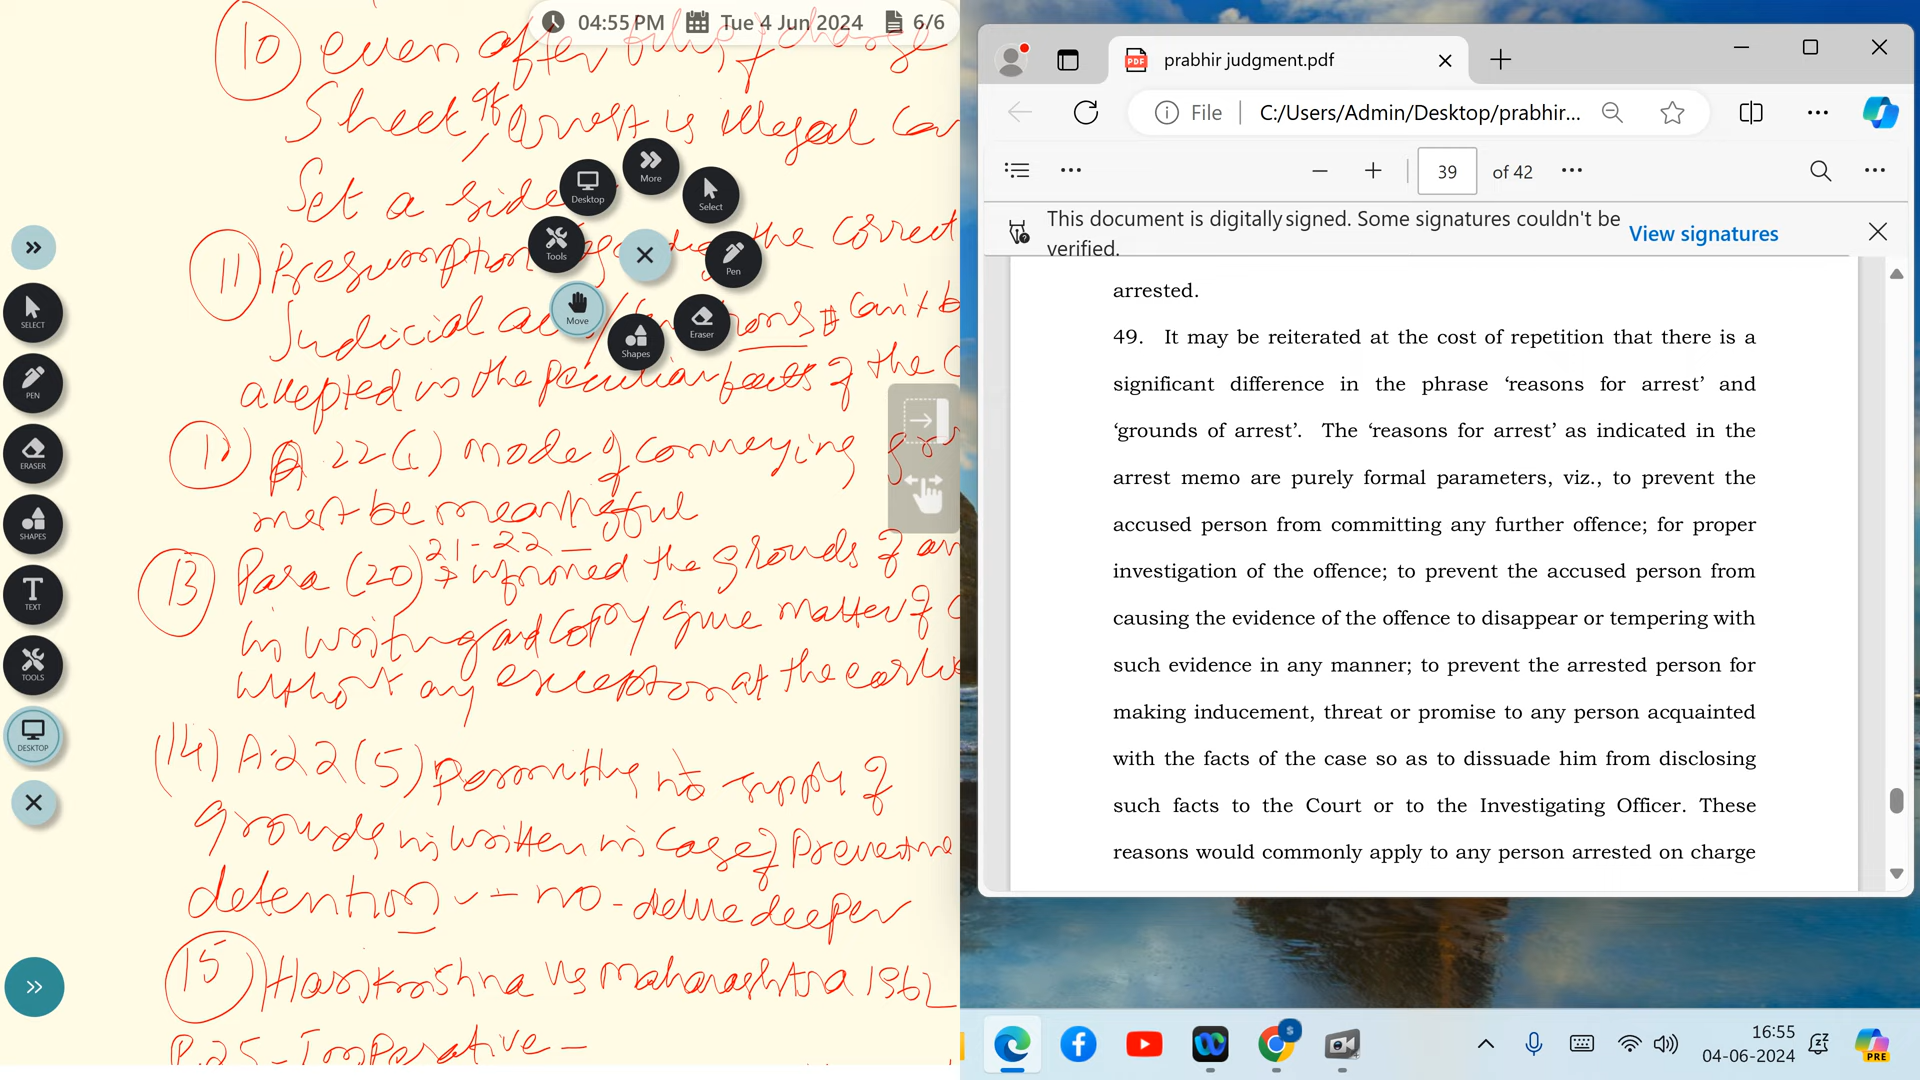 04:55 PM Tue 4 Jun 2024 6/6
10 even after filing of charge
Sheet, if Arrest is illegal can
Set a side
11 Presumption the correct
Judicial can't b
accepted in the peculiar facts of the C
12 A 22(1) mode of conveying gro
must be meaningful
13 Para (20) 21-22 — informed the grounds of arr
in writing and copy give matter of
without any exception at the earli
(14) A.22(5) permitting no supply of
grounds in written in Case of Preventive
detention — no - delve deeper
15 Harikrishna Vs Maharashtra 1962
P.25 - Imperative -
Desktop
More
Select
Tools
Pen
Move
Shapes
Eraser
SELECT
PEN
ERASER
SHAPES
TEXT
TOOLS
DESKTOP
prabhir judgment.pdf
File C:/Users/Admin/Desktop/prabhir...
39 of 42
This document is digitally signed. Some signatures couldn't be
verified.
View signatures
arrested.
49. It may be reiterated at the cost of repetition that there is a
significant difference in the phrase ‘reasons for arrest’ and
‘grounds of arrest’. The ‘reasons for arrest’ as indicated in the
arrest memo are purely formal parameters, viz., to prevent the
accused person from committing any further offence; for proper
investigation of the offence; to prevent the accused person from
causing the evidence of the offence to disappear or tempering with
such evidence in any manner; to prevent the arrested person for
making inducement, threat or promise to any person acquainted
with the facts of the case so as to dissuade him from disclosing
such facts to the Court or to the Investigating Officer. These
reasons would commonly apply to any person arrested on charge
16:55
04-06-2024
PRE